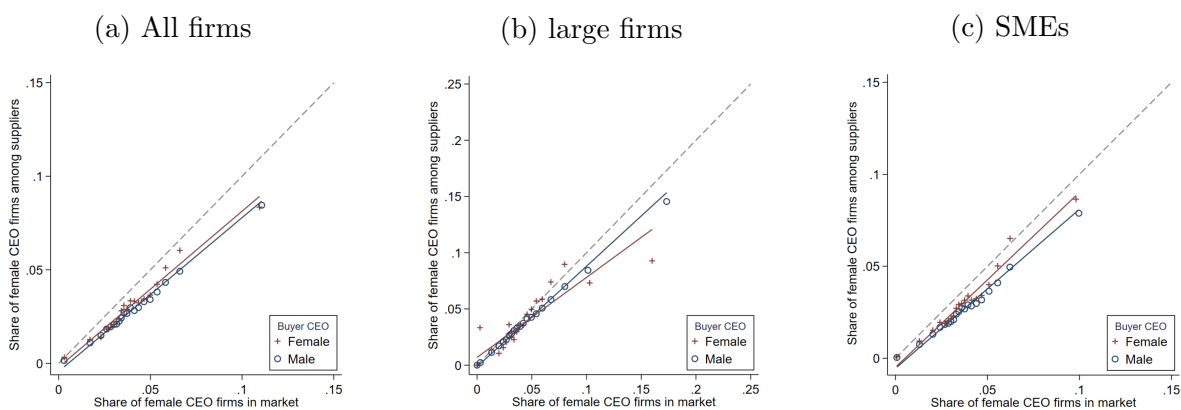 (a) All firms
Share of female CEO firms among suppliers
.15
.1
.05
0
0
.05
.1
.15
Share of female CEO firms in market
Buyer CEO
Female
Male
(b) large firms
Share of female CEO firms among suppliers
.25
.2
.15
.1
.05
0
0
.05
.1
.15
.2
.25
Share of female CEO firms in market
Buyer CEO
Female
Male
(c) SMEs
Share of female CEO firms among suppliers
.15
.1
.05
0
0
.05
.1
.15
Share of female CEO firms in market
Buyer CEO
Female
Male